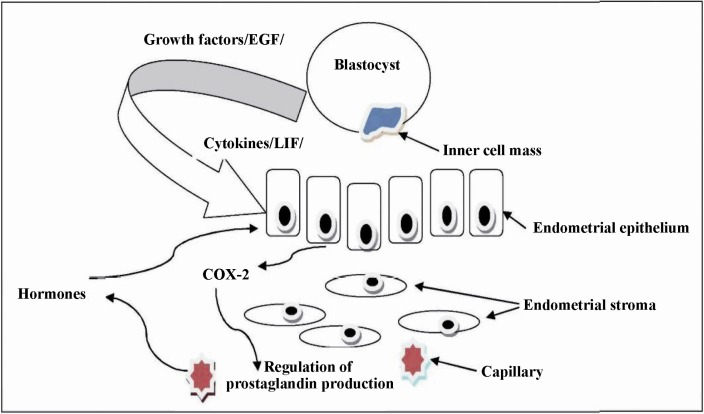 Growth factors/EGF/
Blastocyst
Cytokines/LIF/
Inner cell mass
Endometrial epithelium
COX-2
Hormones
Endometrial stroma
Regulation of
prostaglandin production
Capillary